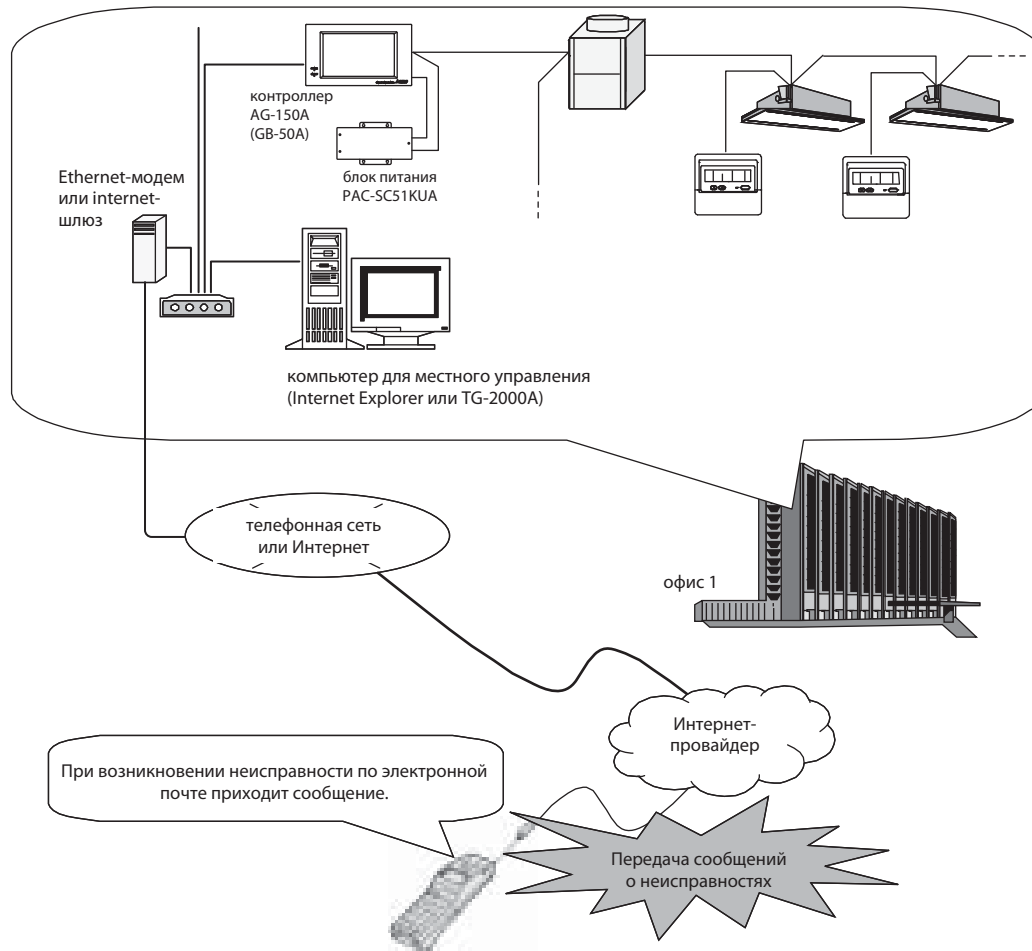 контроллер
AG-150A
(GB-50A)
блок питания
PAC-SC51KUA
Ethernet-модем
или internet-
шлюз
компьютер для местного управления
(Internet Explorer или TG-2000A)
телефонная сеть
или Интернет
офис 1
Интернет-
провайдер
При возникновении неисправности по электронной
почте приходит сообщение.
Передача сообщений
о неисправностях